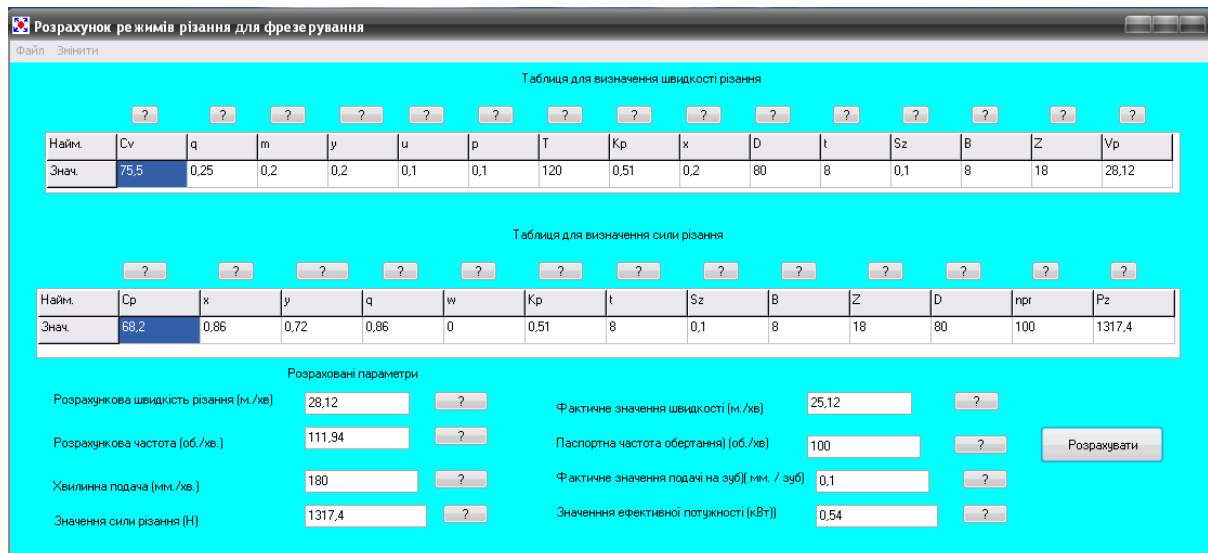 Розрахунок режимів різання для фрезерування
Файл Змінити
Таблиця для визначення швидкості різання
? ? ? ? ? ? ? ? ? ? ? ? ? ? ?
Найм. Cv q m y u p T Kp x D t Sz B Z Vp
Знач. 75,5 0,25 0,2 0,2 0,1 0,1 120 0,51 0,2 80 8 0,1 8 18 28,12
Таблиця для визначення сили різання
? ? ? ? ? ? ? ? ? ? ? ? ?
Найм. Cp x y q w Kp t Sz B Z D npr Pz
Знач. 68,2 0,86 0,72 0,86 0 0,51 8 0,1 8 18 80 100 1317,4
Розраховані параметри
Розрахункова швидкість різання (м./хв) 28,12 ? Фактичне значення швидкості (м./хв) 25,12 ?
Розрахункова частота (об./хв.) 111,94 ? Паспортна частота обертання) (об./хв) 100 ? Розрахувати
Хвилинна подача (мм./хв.) 180 ? Фактичне значення подачі на зуб)( мм. / зуб) 0,1 ?
Значення сили різання (Н) 1317,4 ? Значенння ефективної потужності (кВт)) 0,54 ?